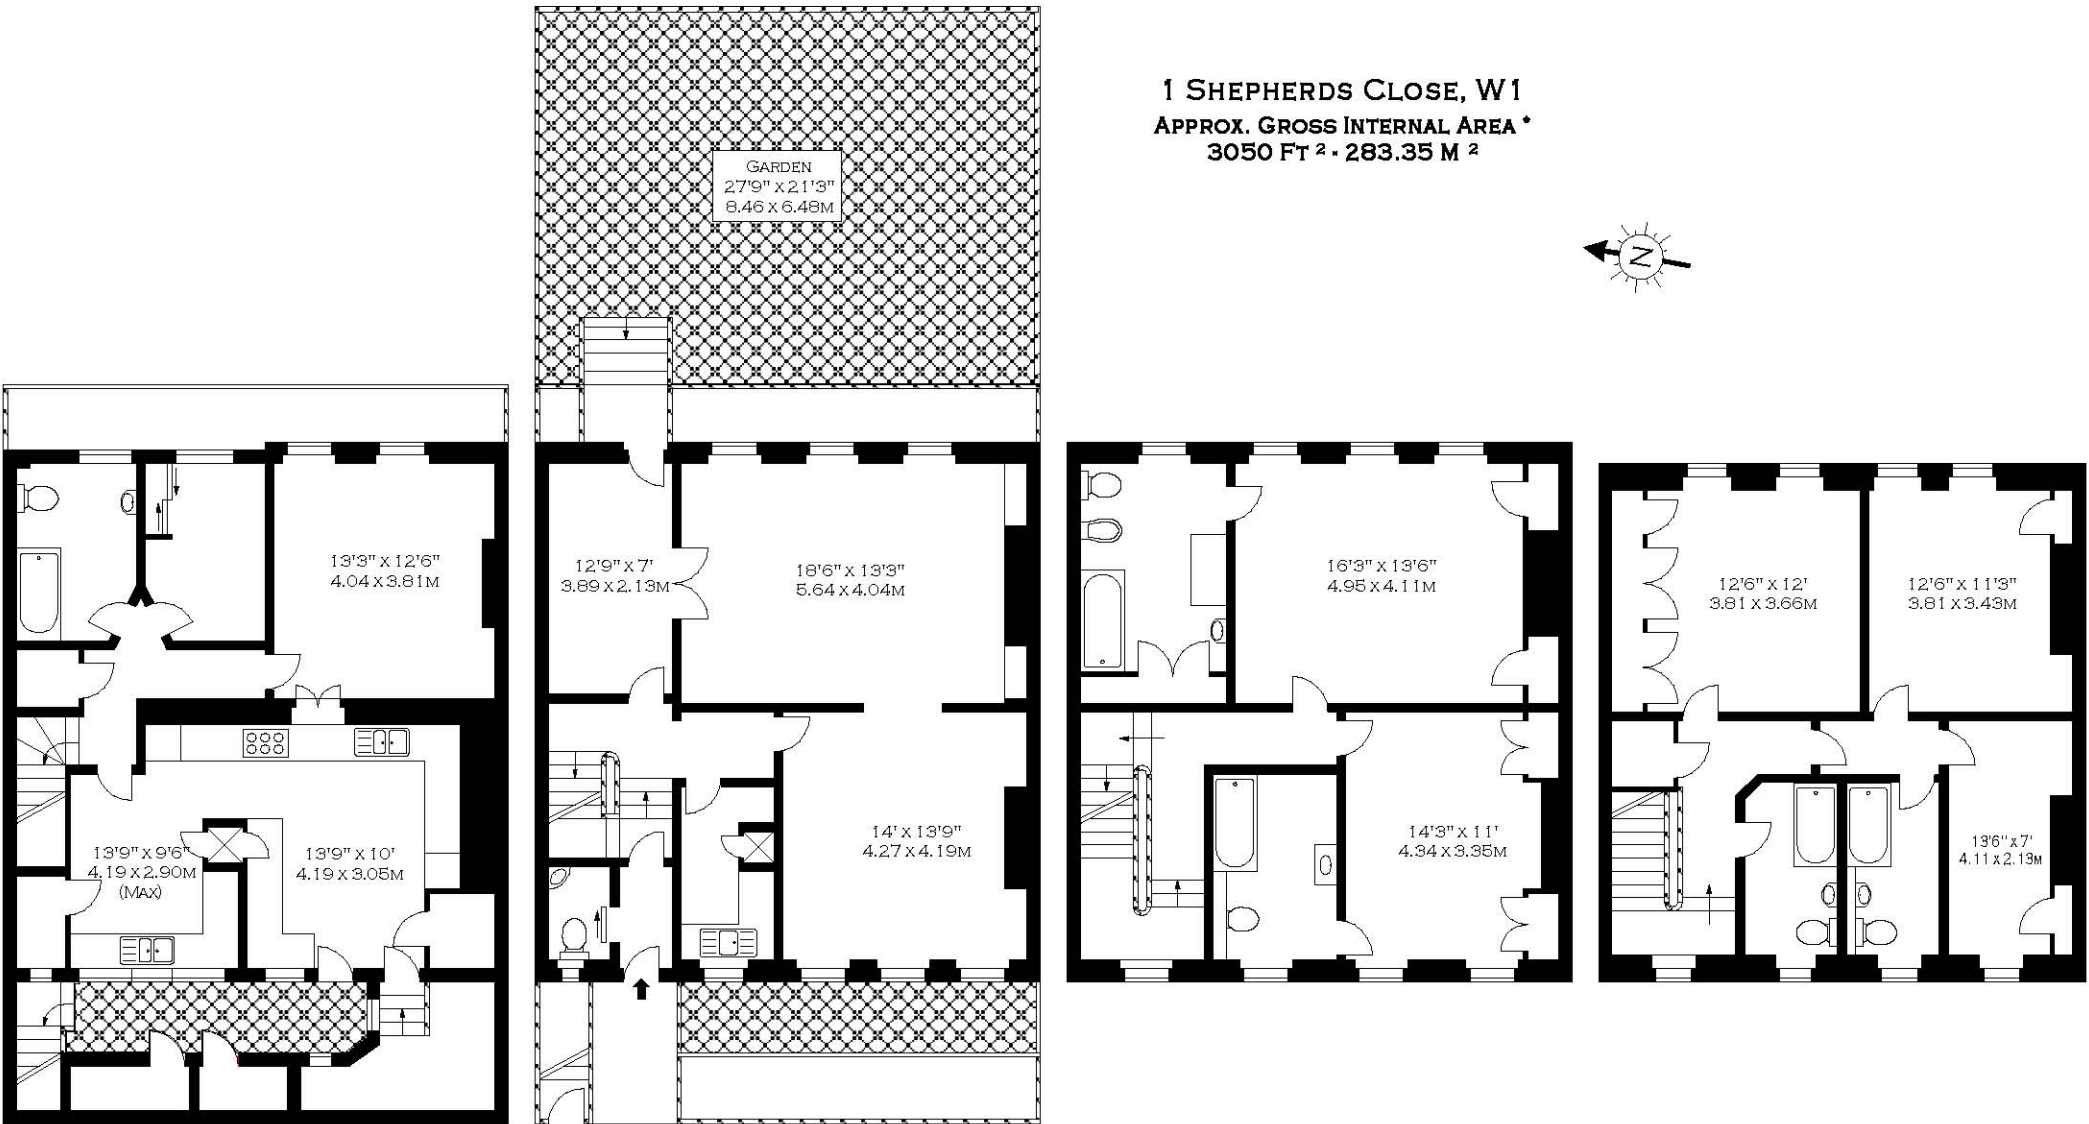 1 SHEPHERDS CLOSE, W1
APPROX. GROSS INTERNAL AREA *
3050 FT ² - 283.35 M ²
GARDEN
27'9" X 21'3"
8.46 X 6.48M
N
13'3" X 12'6"
4.04 X 3.81M
13'9" X 9'6"
4.19 X 2.90M
(MAX)
13'9" X 10'
4.19 X 3.05M
12'9" X 7'
3.89 X 2.13M
18'6" X 13'3"
5.64 X 4.04M
14' X 13'9"
4.27 X 4.19M
16'3" X 13'6"
4.95 X 4.11M
14'3" X 11'
4.34 X 3.35M
12'6" X 12'
3.81 X 3.66M
12'6" X 11'3"
3.81 X 3.43M
13'6" X 7'
4.11 X 2.13M